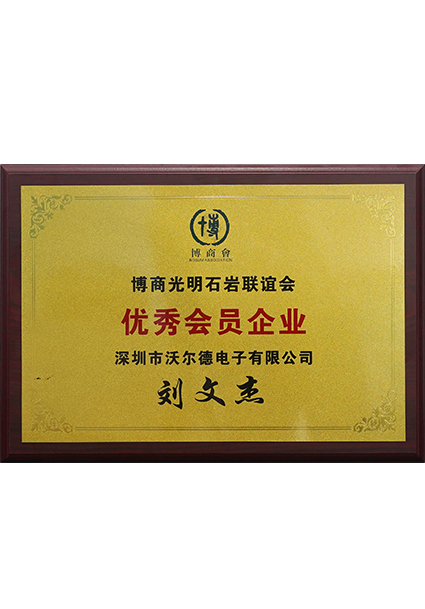 博
博商會
博商光明石岩联谊会
优秀会员企业
深圳市沃尔德电子有限公司
刘文杰